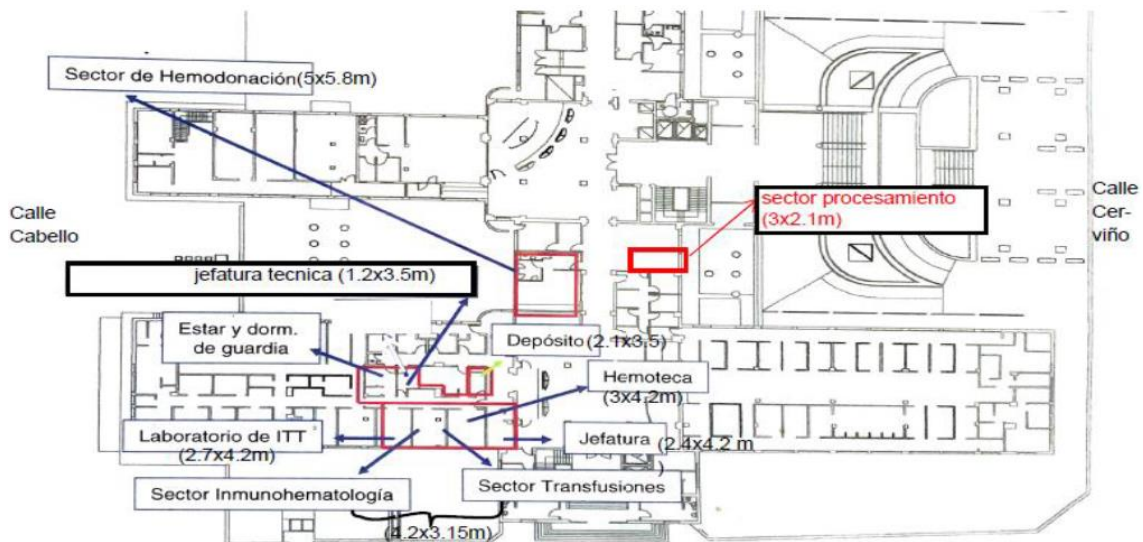 Sector de Hemodonación(5x5.8m)
Calle
Cabello
sector procesamiento
(3x2.1m)
Calle
Cer-
viño
jefatura tecnica (1.2x3.5m)
Estar y dorm.
de guardia
Depósito (2.1x3.5)
Hemoteca
(3x4.2m)
Laboratorio de ITT
(2.7x4.2m)
Jefatura (2.4x4.2 m
)
Sector Inmunohematología
Sector Transfusiones
(4.2x3.15m)